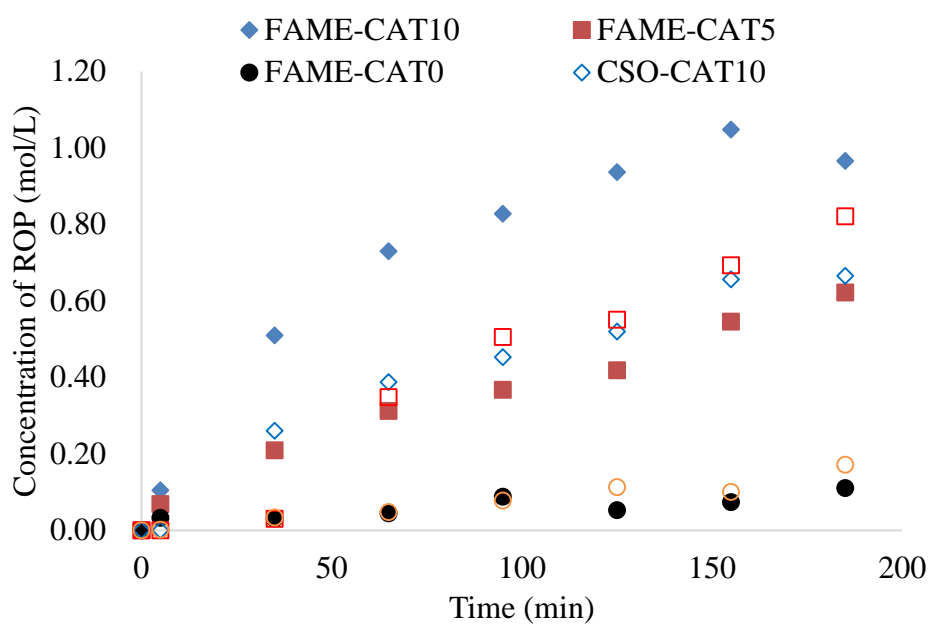 FAME-CAT10 FAME-CAT5
FAME-CAT0 CSO-CAT10
Concentration of ROP (mol/L)
1.20
1.00
0.80
0.60
0.40
0.20
0.00
0 50 100 150 200
Time (min)